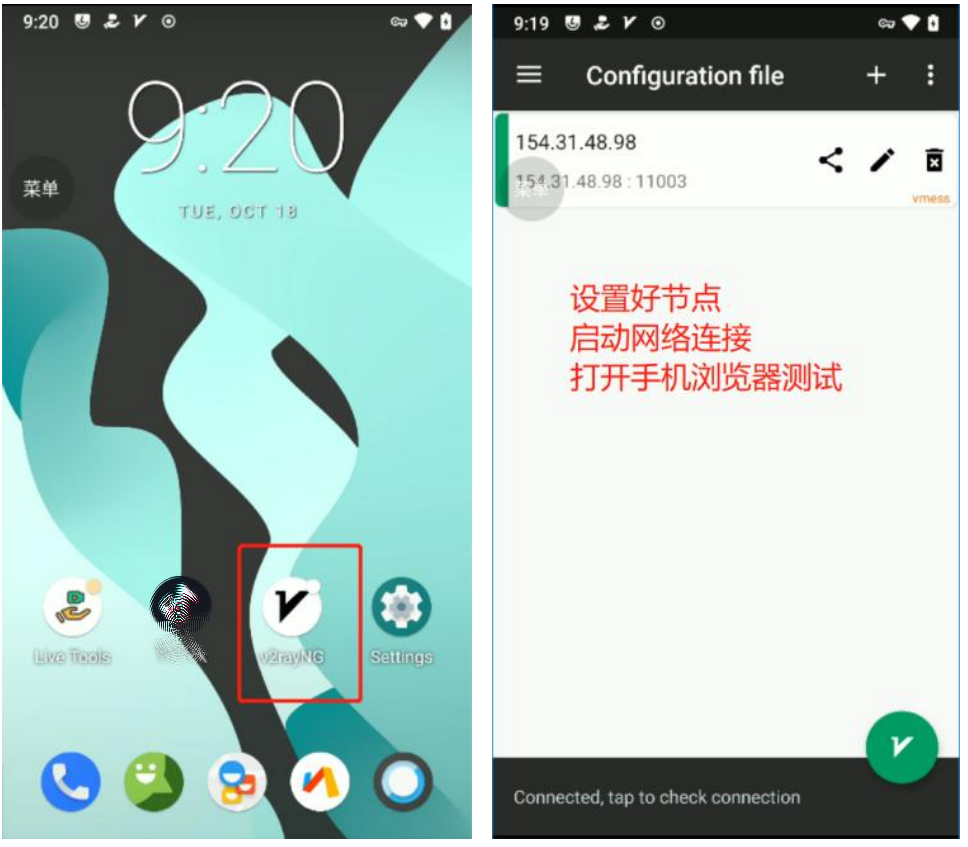 9:20
9:20
菜单
TUE, OCT 18
Live Tools
v2rayNG
Settings
9:19
Configuration file
154.31.48.98
154.31.48.98 : 11003
菜单
vmess
设置好节点
启动网络连接
打开手机浏览器测试
Connected, tap to check connection